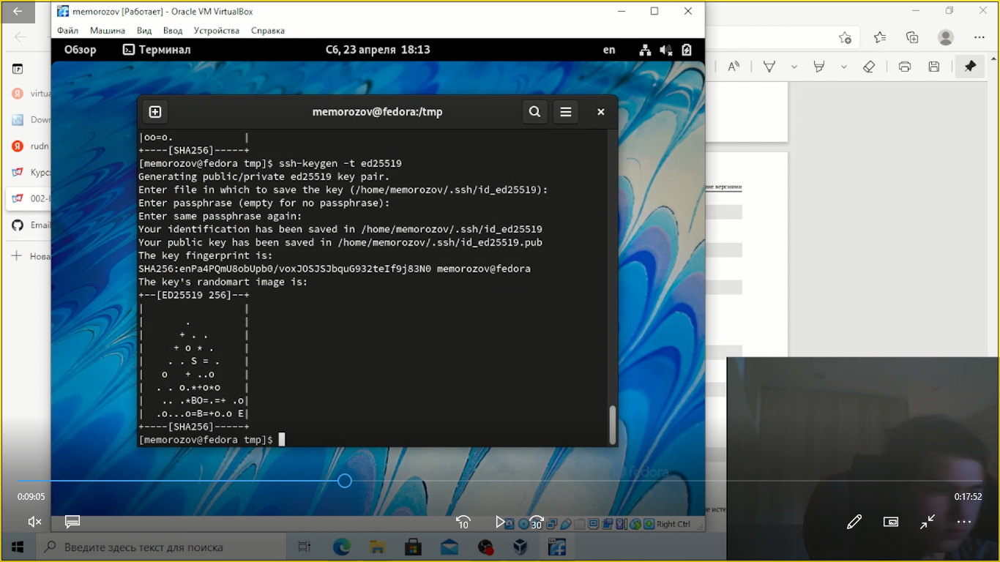 memorozov [Работает] - Oracle VM VirtualBox
Файл Машина Вид Ввод Устройства Справка
Обзор Терминал Сб, 23 апреля 18:13 en
virtua
Down
rudn
Курс
002-l
Email
Нова
memorozov@fedora:/tmp
|oo=o. |
+----[SHA256]-----+
[memorozov@fedora tmp]$ ssh-keygen -t ed25519
Generating public/private ed25519 key pair.
Enter file in which to save the key (/home/memorozov/.ssh/id_ed25519):
Enter passphrase (empty for no passphrase):
Enter same passphrase again:
Your identification has been saved in /home/memorozov/.ssh/id_ed25519
Your public key has been saved in /home/memorozov/.ssh/id_ed25519.pub
The key fingerprint is:
SHA256:enPa4PQmU8obUpb0/voxJOSJSJbquG932teIf9j83N0 memorozov@fedora
The key's randomart image is:
+--[ED25519 256]--+
|                 |
|       .         |
|      + . .      |
|     + o * .     |
|    . . S = .    |
|   o   + ..o     |
|  . . o.*+o*o    |
|   .. .*BO=.=+ .o|
|  .o...o=B=+o.o E|
+----[SHA256]-----+
[memorozov@fedora tmp]$
ие версиями
fedora
0:09:05
0:17:52
10
30
Right Ctrl
Введите здесь текст для поиска